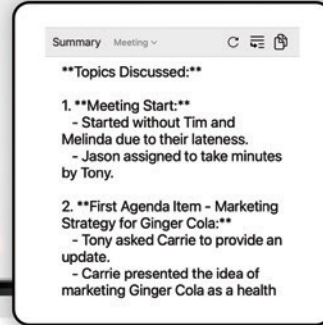 Summary Meeting
**Topics Discussed:**
1. **Meeting Start:**
- Started without Tim and
Melinda due to their lateness.
- Jason assigned to take minutes
by Tony.
2. **First Agenda Item - Marketing
Strategy for Ginger Cola:**
- Tony asked Carrie to provide an
update.
- Carrie presented the idea of
marketing Ginger Cola as a health